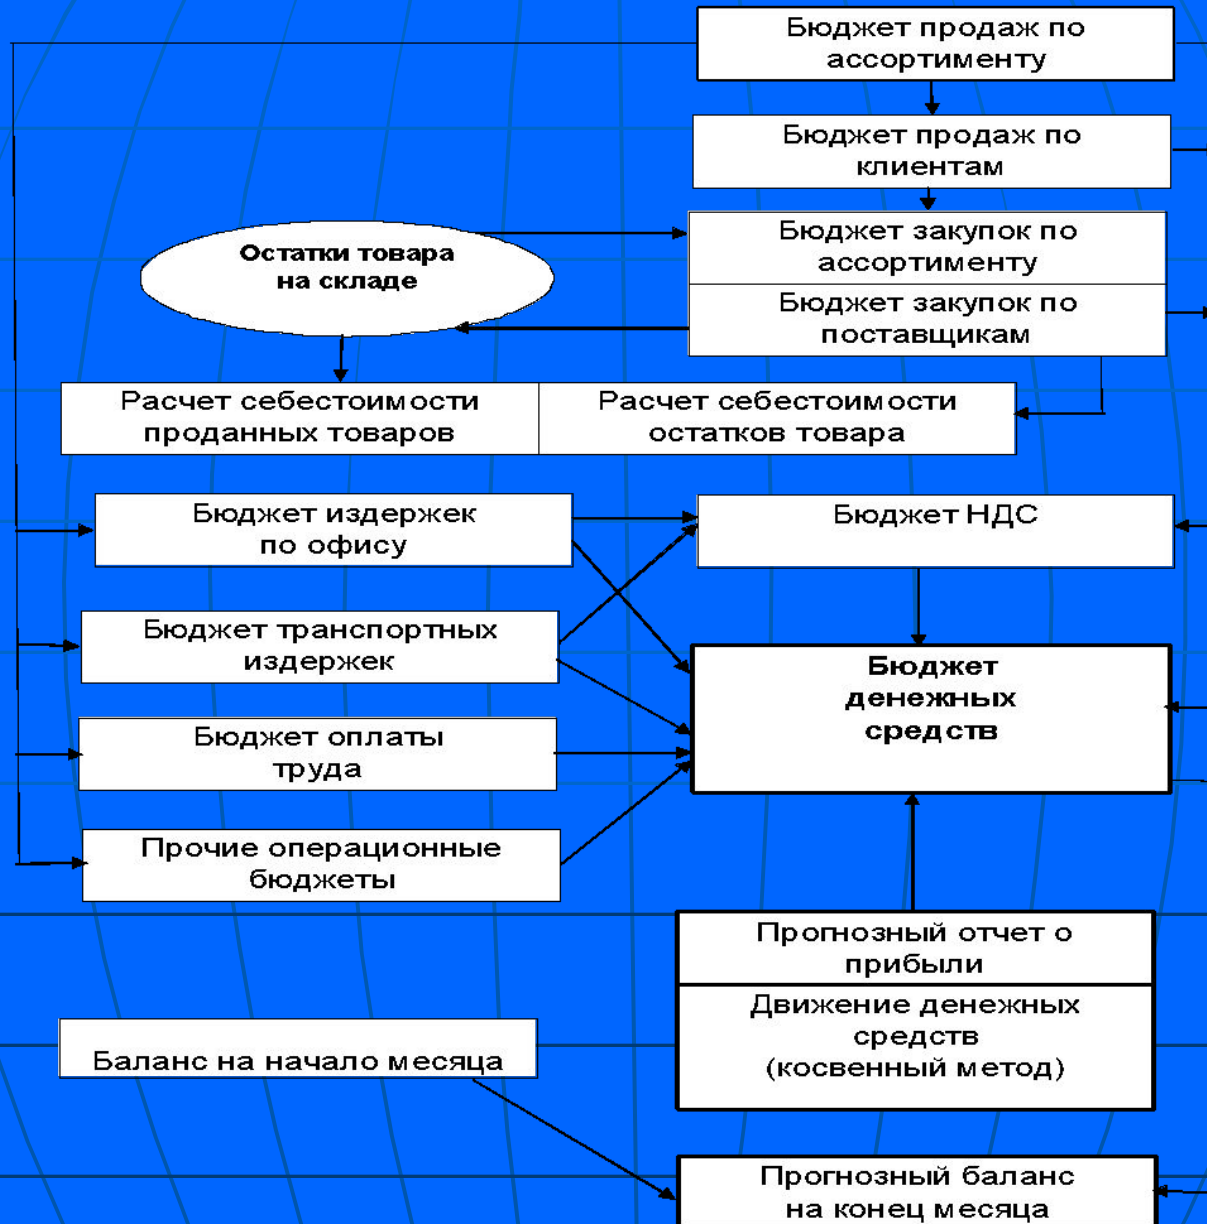 Бюджет продаж по
ассортименту
Бюджет продаж по
клиентам
Остатки товара
на складе
Бюджет закупок по
ассортименту
Бюджет закупок по
поставщикам
Расчет себестоимости
проданных товаров
Расчет себестоимости
остатков товара
Бюджет издержек
по офису
Бюджет НДС
Бюджет транспортных
издержек
Бюджет
денежных
средств
Бюджет оплаты
труда
Прочие операционные
бюджеты
Прогнозный отчет о
прибыли
Движение денежных
средств
(косвенный метод)
Баланс на начало месяца
Прогнозный баланс
на конец месяца